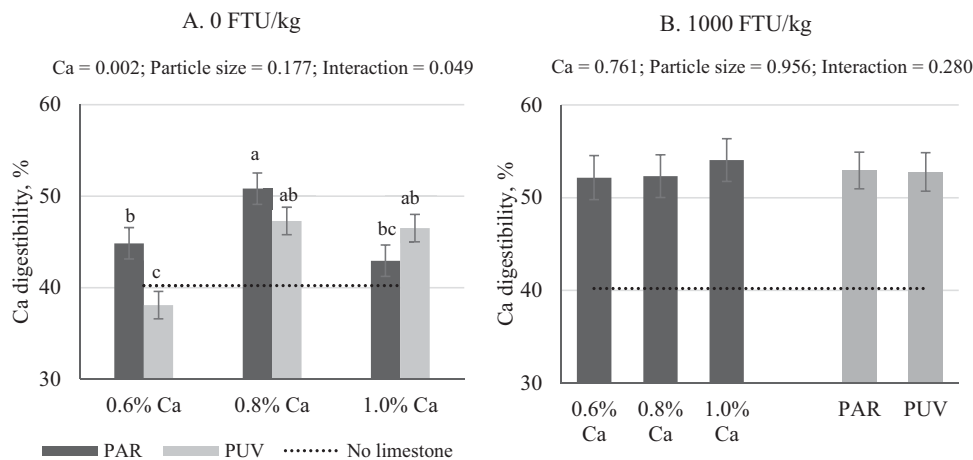 A. 0 FTU/kg
Ca = 0.002; Particle size = 0.177; Interaction = 0.049
Ca digestibility, %
60
50
40
30
b
c
a
ab
bc
ab
0.6% Ca
0.8% Ca
1.0% Ca
PAR
PUV
No limestone
B. 1000 FTU/kg
Ca = 0.761; Particle size = 0.956; Interaction = 0.280
Ca digestibility, %
60
50
40
30
0.6%
Ca
0.8%
Ca
1.0%
Ca
PAR
PUV